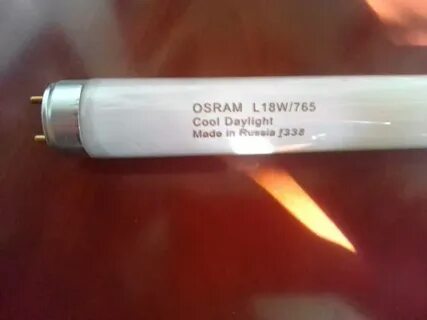 OSRAM L18W/765
Cool Daylight
Made in Russia